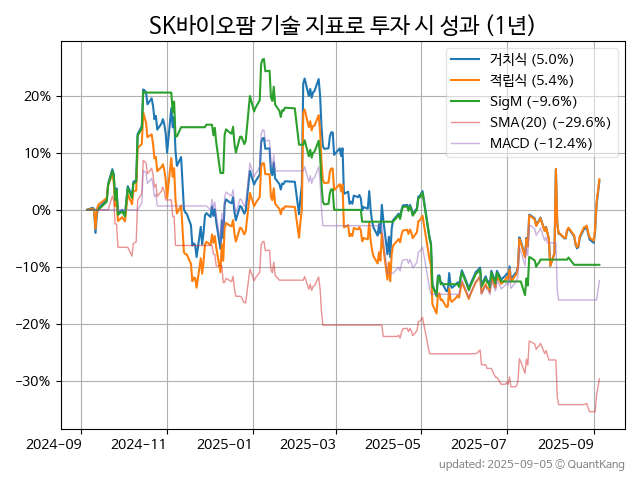 SK바이오팜 기술 지표로 투자 시 성과 (1년)
거치식 (5.0%)
적립식 (5.4%)
SigM (−9.6%)
SMA(20) (−29.6%)
MACD (−12.4%)
20%
10%
0%
−10%
−20%
−30%
2024-09 2024-11 2025-01 2025-03 2025-05 2025-07 2025-09
updated: 2025-09-05 © QuantKang